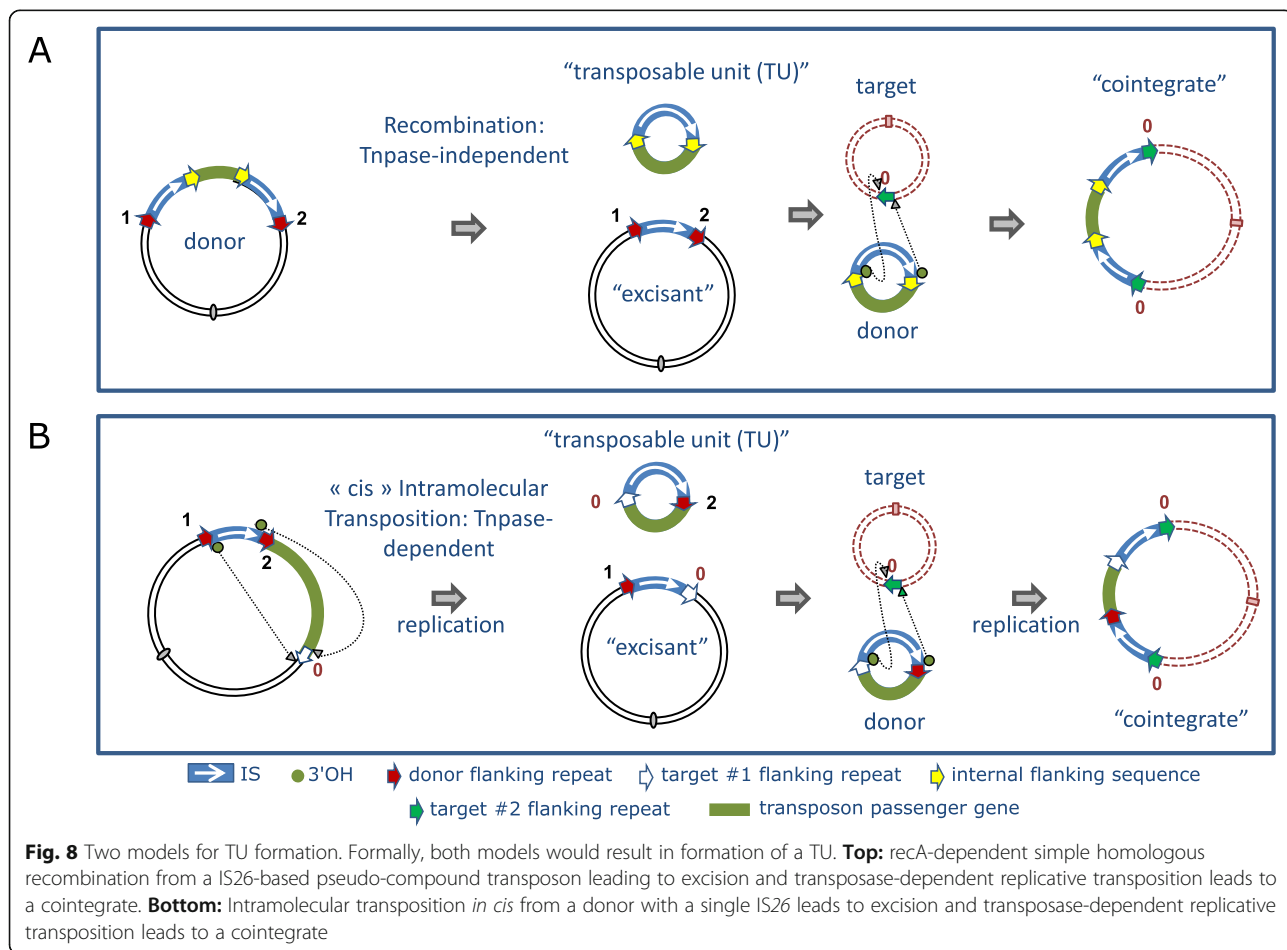 A
"transposable unit (TU)"
target
"cointegrate"
Recombination:
Tnpase-independent
0
0
1
2
donor
1
2
"excisant"
donor
0
B
"transposable unit (TU)"
target
0
« cis » Intramolecular
Transposition: Tnpase-
dependent
0
2
1
2
0
1
0
replication
"excisant"
replication
0
donor
0
"cointegrate"
IS
3'OH
donor flanking repeat
target #1 flanking repeat
internal flanking sequence
target #2 flanking repeat
transposon passenger gene
Fig. 8 Two models for TU formation. Formally, both models would result in formation of a TU. Top: recA-dependent simple homologous
recombination from a IS26-based pseudo-compound transposon leading to excision and transposase-dependent replicative transposition leads to
a cointegrate. Bottom: Intramolecular transposition in cis from a donor with a single IS26 leads to excision and transposase-dependent replicative
transposition leads to a cointegrate